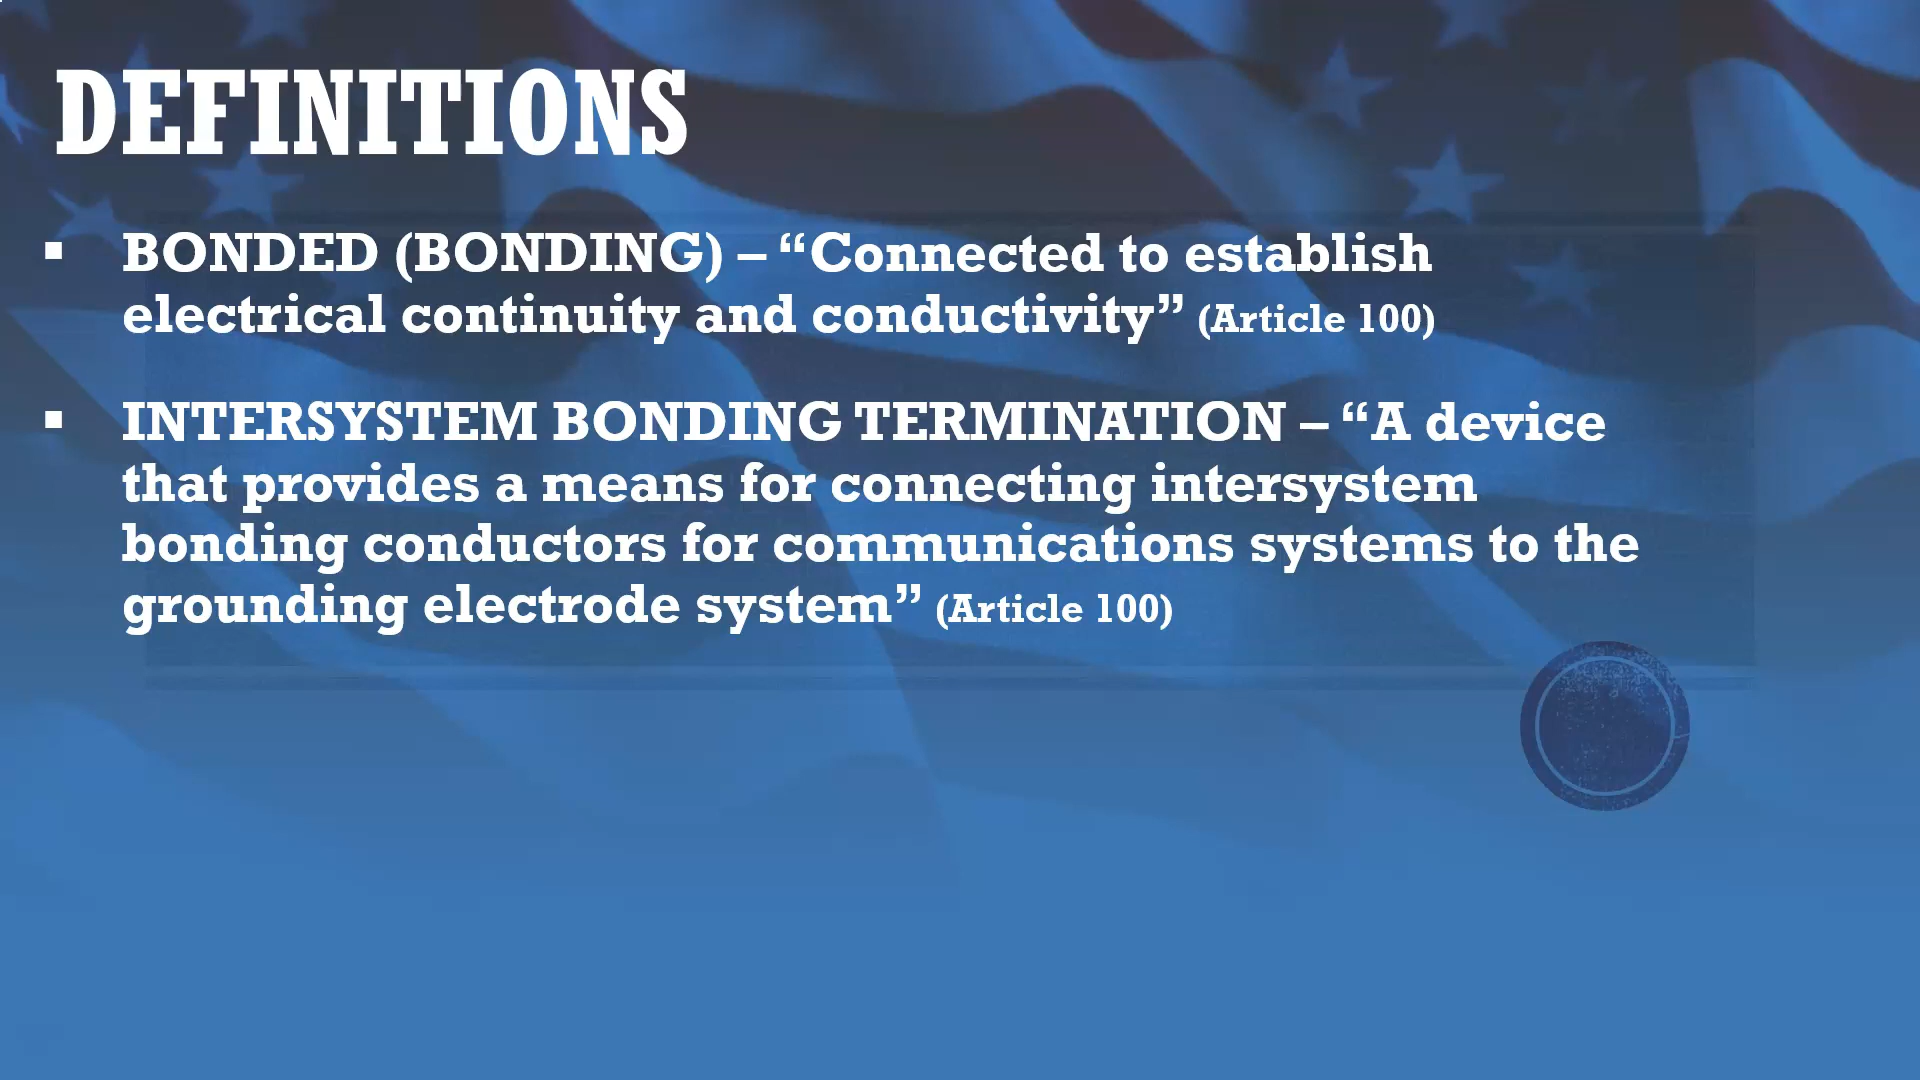 DEFINITIONS
▪ BONDED (BONDING) – “Connected to establish
electrical continuity and conductivity” (Article 100)
▪ INTERSYSTEM BONDING TERMINATION – “A device
that provides a means for connecting intersystem
bonding conductors for communications systems to the
grounding electrode system” (Article 100)